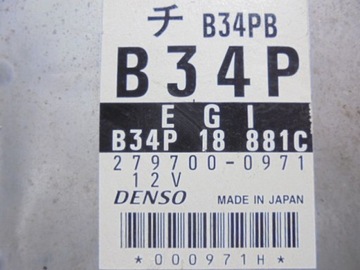 チ B34PB
B34P
E G I
B34P 18 881C
279700-0971
12V
DENSO MADE IN JAPAN
*000971H*